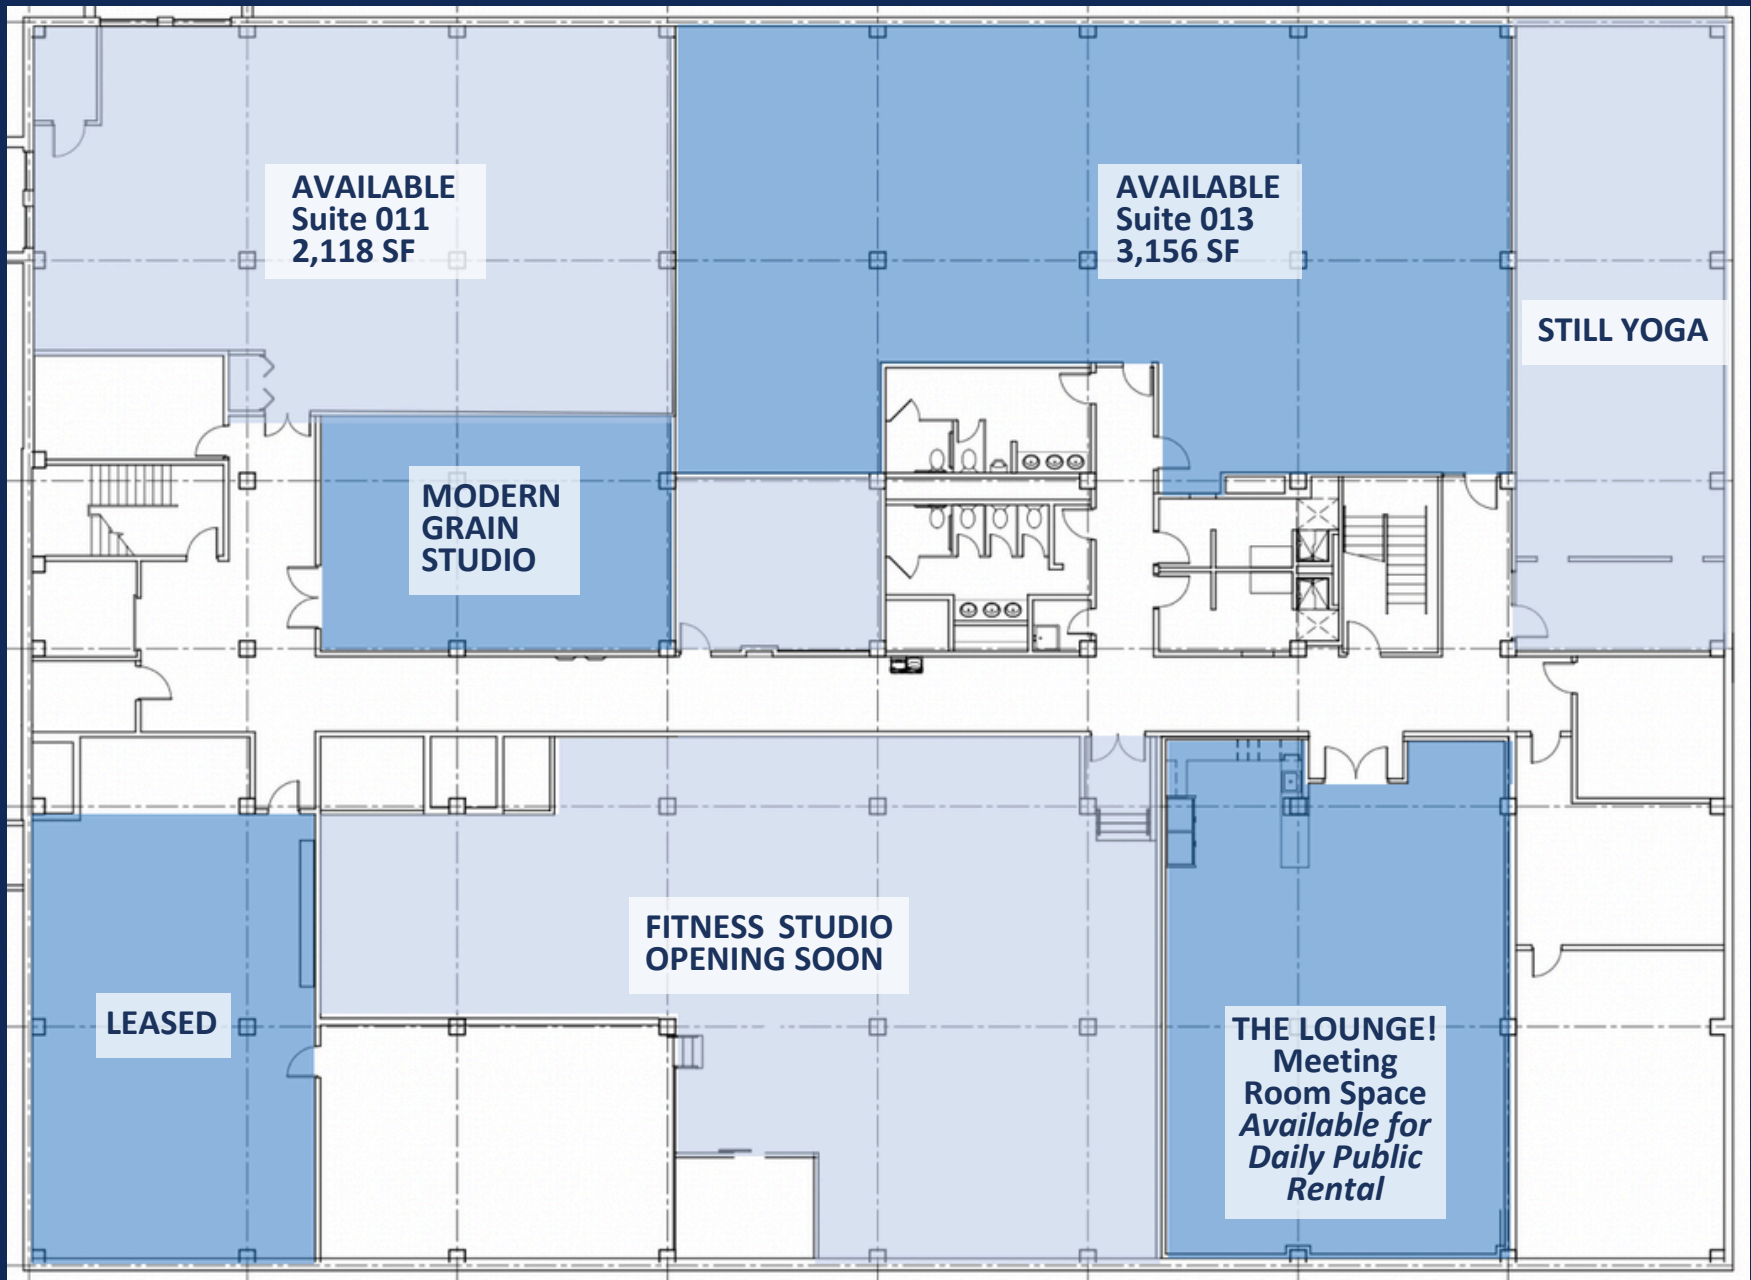 AVAILABLE
Suite 011
2,118 SF
AVAILABLE
Suite 013
3,156 SF
STILL YOGA
MODERN
GRAIN
STUDIO
FITNESS STUDIO
OPENING SOON
LEASED
THE LOUNGE!
Meeting
Room Space
Available for
Daily Public
Rental